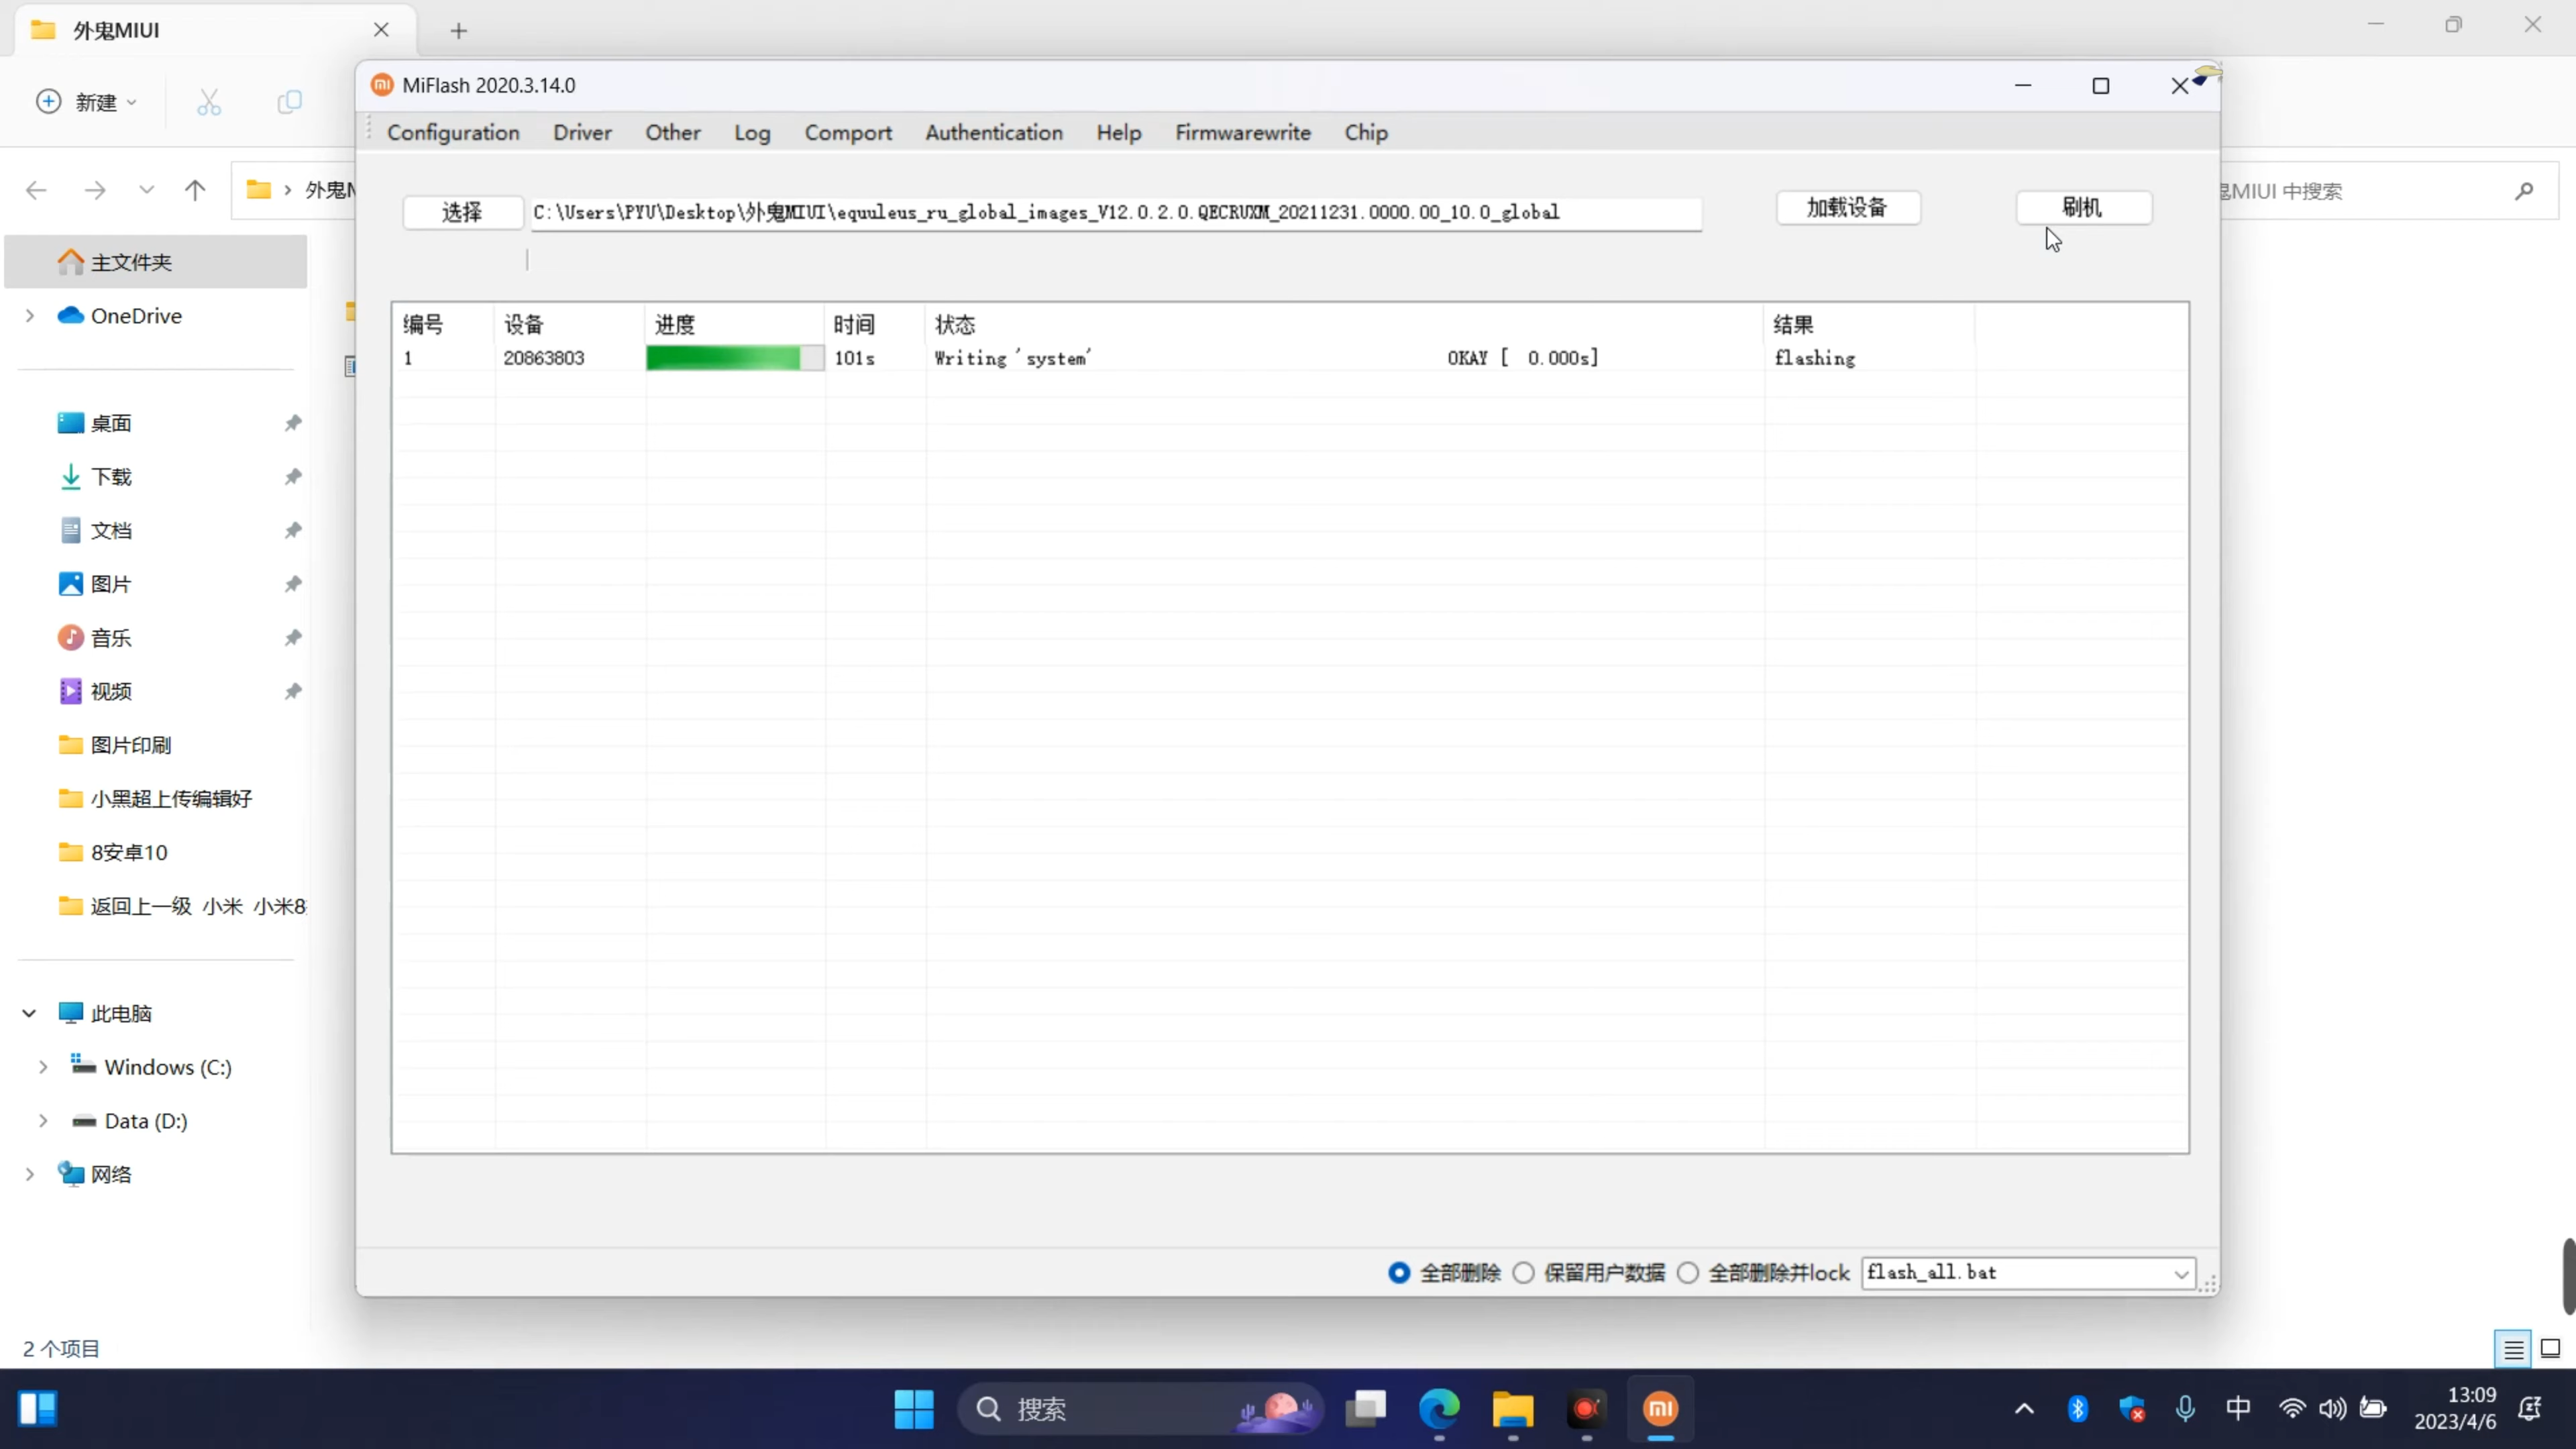 外鬼MIUI
新建
外鬼M
MIUI 中搜索
MiFlash 2020.3.14.0
Configuration Driver Other Log Comport Authentication Help Firmwarewrite Chip
选择 C:\Users\PYU\Desktop\外鬼MIUI\equuleus_ru_global_images_V12.0.2.0.QECRUXM_20211231.0000.00_10.0_global 加载设备 刷机
编号 设备 进度 时间 状态 结果
1 20863803 101s Writing 'system' OKAY [ 0.000s] flashing
全部删除 保留用户数据 全部删除并lock flash_all.bat
主文件夹
OneDrive
桌面
下载
文档
图片
音乐
视频
图片印刷
小黑超上传编辑好
8安卓10
返回上一级 小米 小米8
此电脑
Windows (C:)
Data (D:)
网络
2 个项目
搜索
中
13:09
2023/4/6